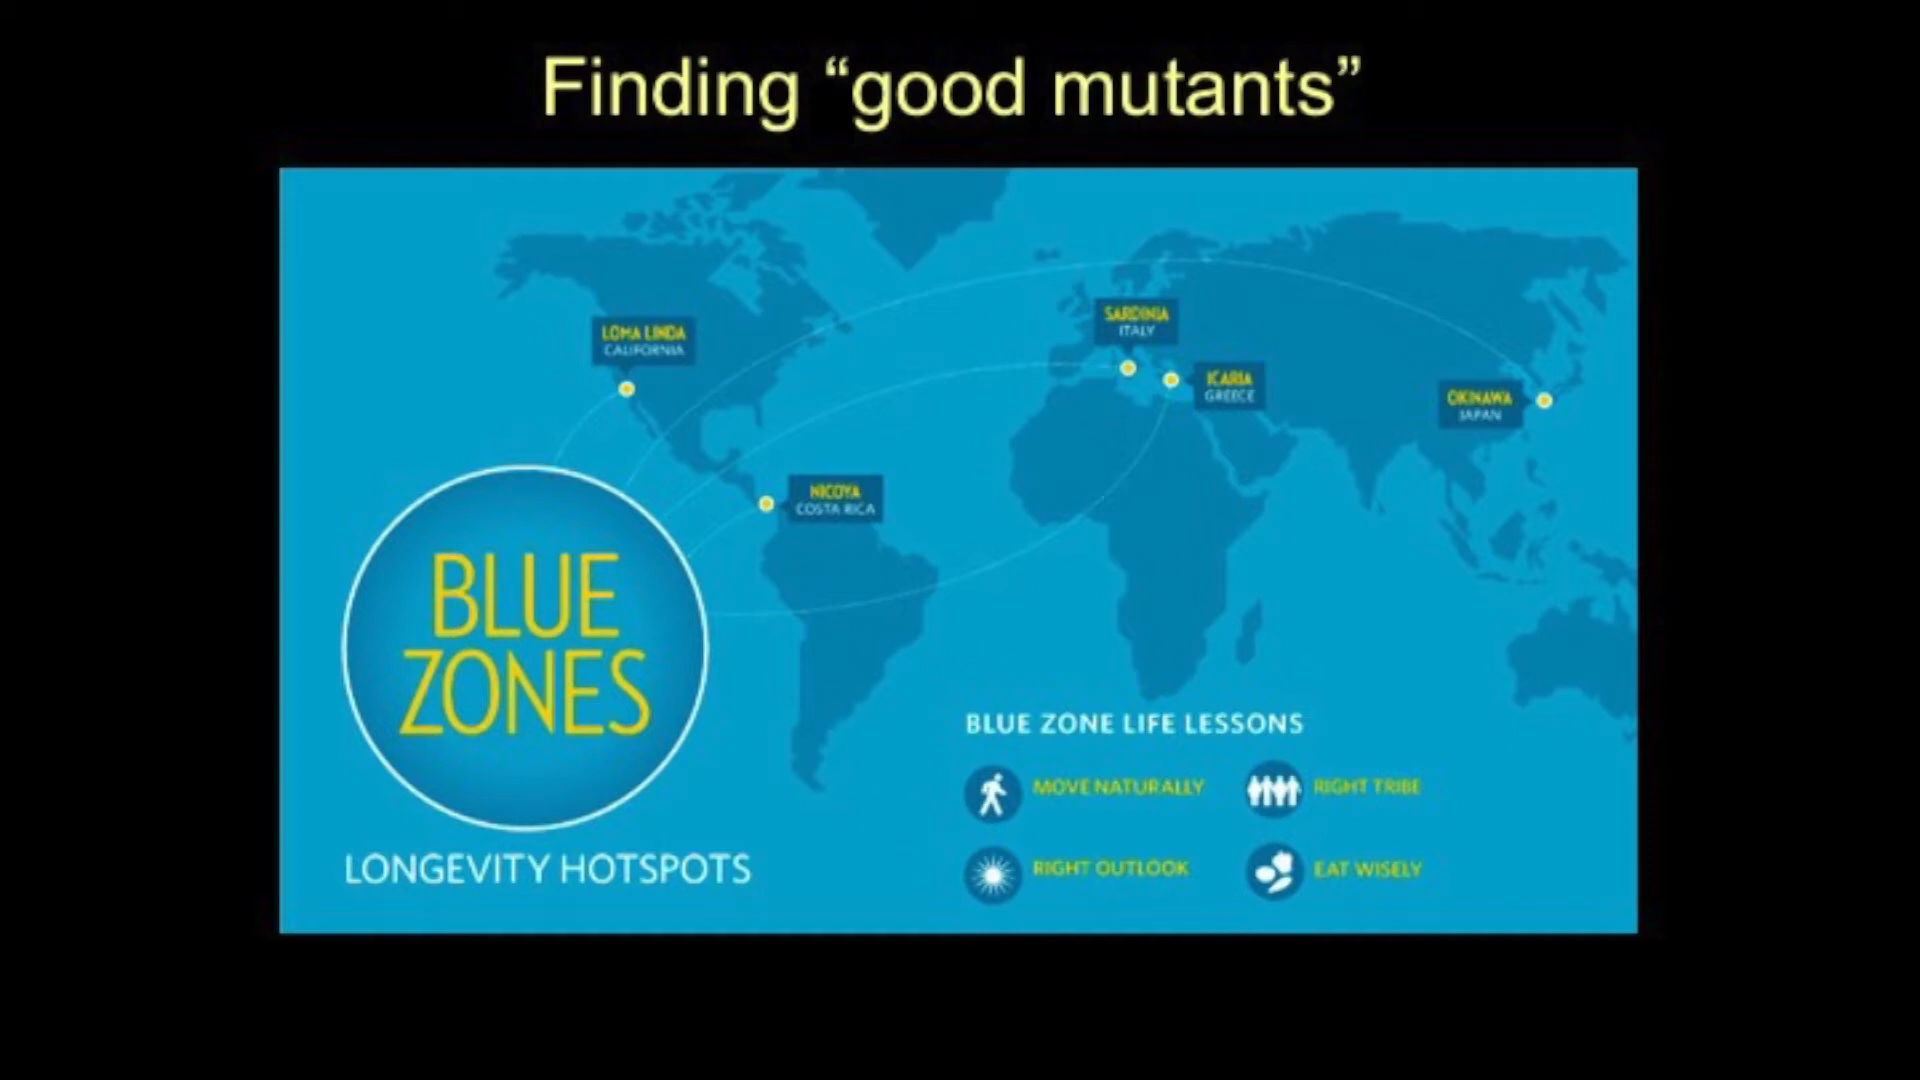 Finding “good mutants”
LOMA LINDA
CALIFORNIA
SARDINIA
ITALY
ICARIA
GREECE
OKINAWA
JAPAN
NICOYA
COSTA RICA
BLUE
ZONES
LONGEVITY HOTSPOTS
BLUE ZONE LIFE LESSONS
MOVE NATURALLY
RIGHT TRIBE
RIGHT OUTLOOK
EAT WISELY